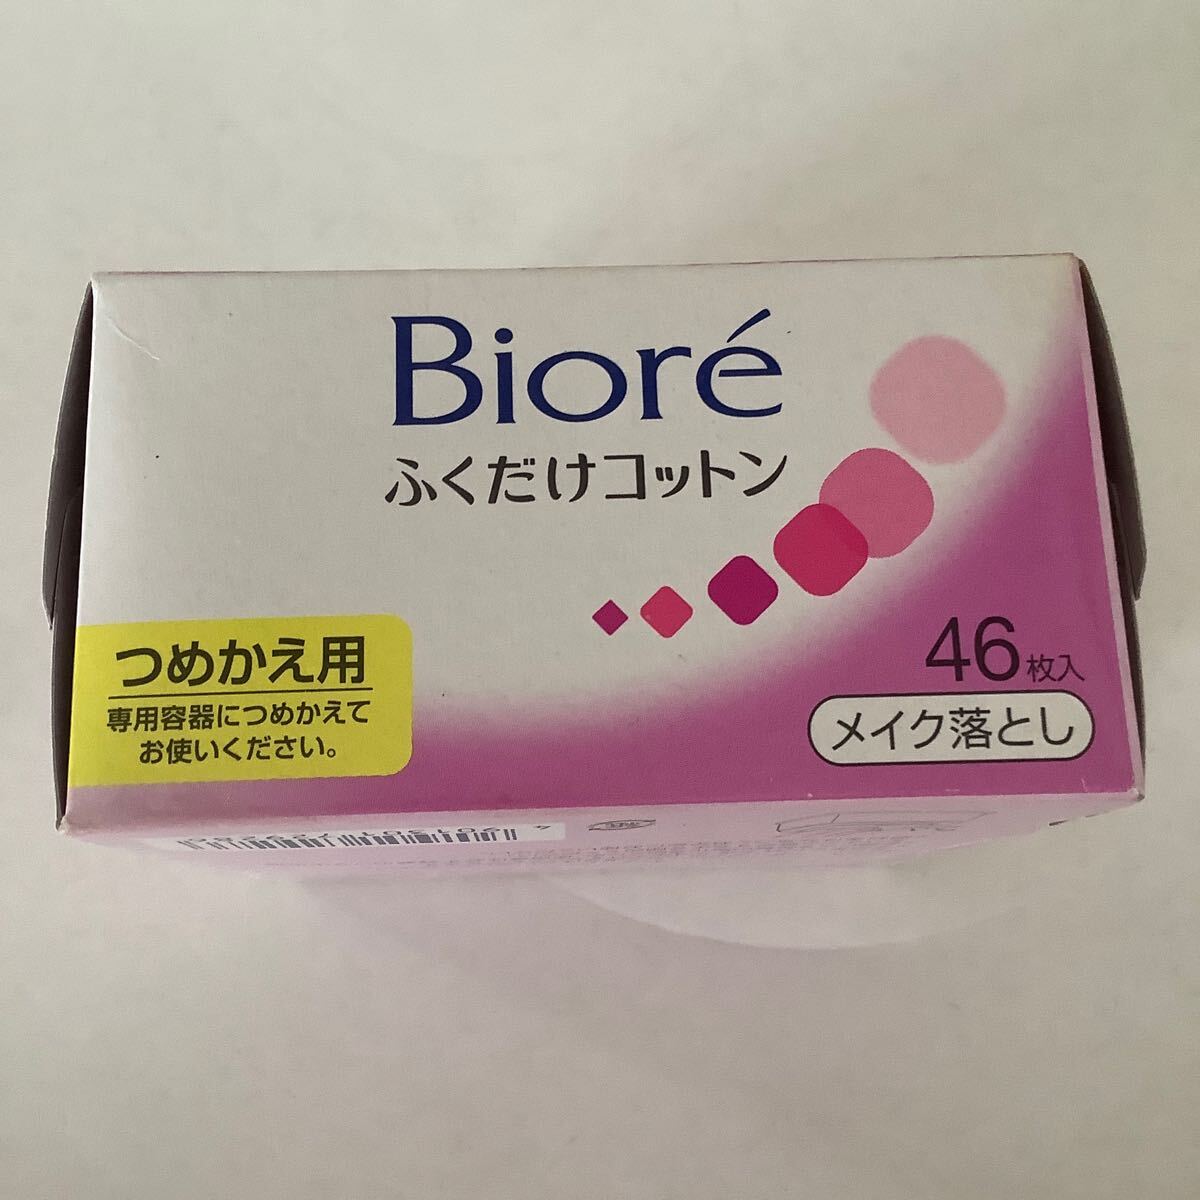 Bioré
ふくだけコットン
つめかえ用
専用容器につめかえて
お使いください。
46枚入
メイク落とし